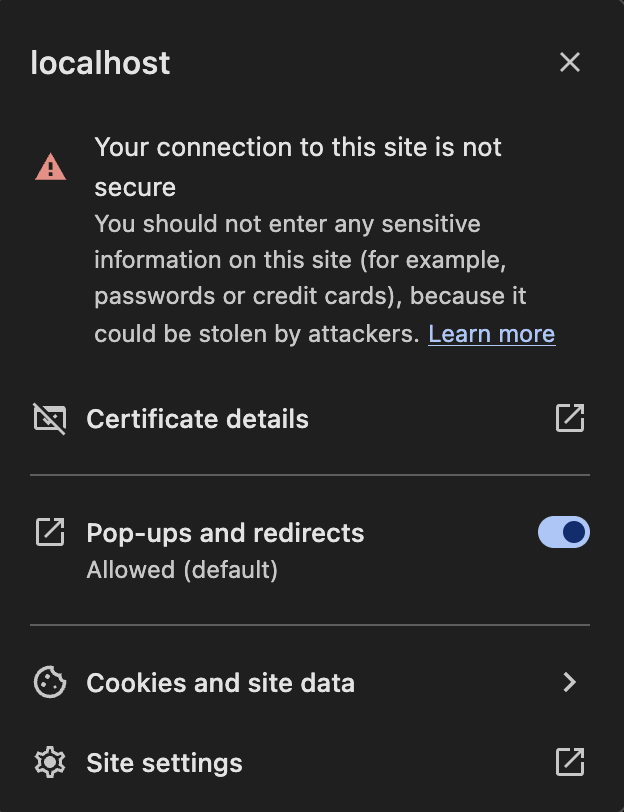 localhost
Your connection to this site is not
secure
You should not enter any sensitive
information on this site (for example,
passwords or credit cards), because it
could be stolen by attackers. Learn more
Certificate details
Pop-ups and redirects
Allowed (default)
Cookies and site data
Site settings